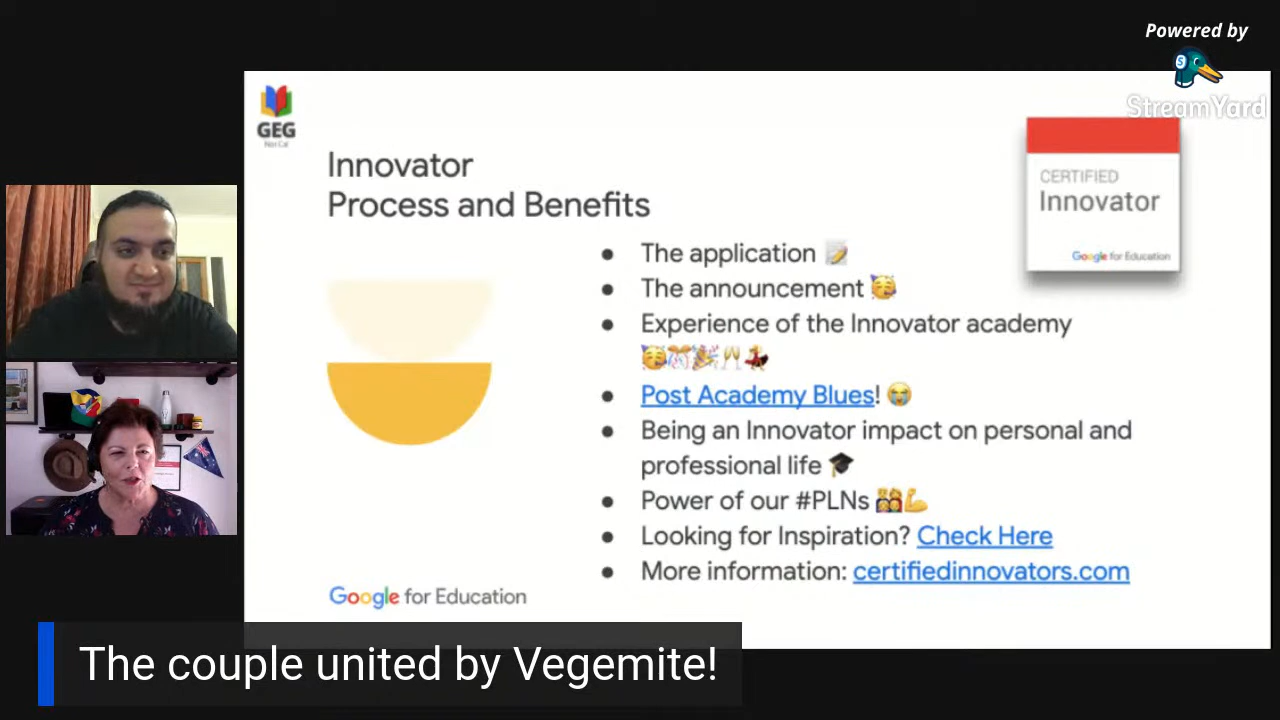 Powered by
StreamYard
GEG
Nor Cal
Innovator
Process and Benefits
CERTIFIED
Innovator
Google for Education
● The application 📝
● The announcement 🥳
● Experience of the Innovator academy
🥳🎊🎉🥂💃
● Post Academy Blues! 😭
● Being an Innovator impact on personal and
professional life 🎓
● Power of our #PLNs 👭💪
● Looking for Inspiration? Check Here
● More information: certifiedinnovators.com
Google for Education
The couple united by Vegemite!